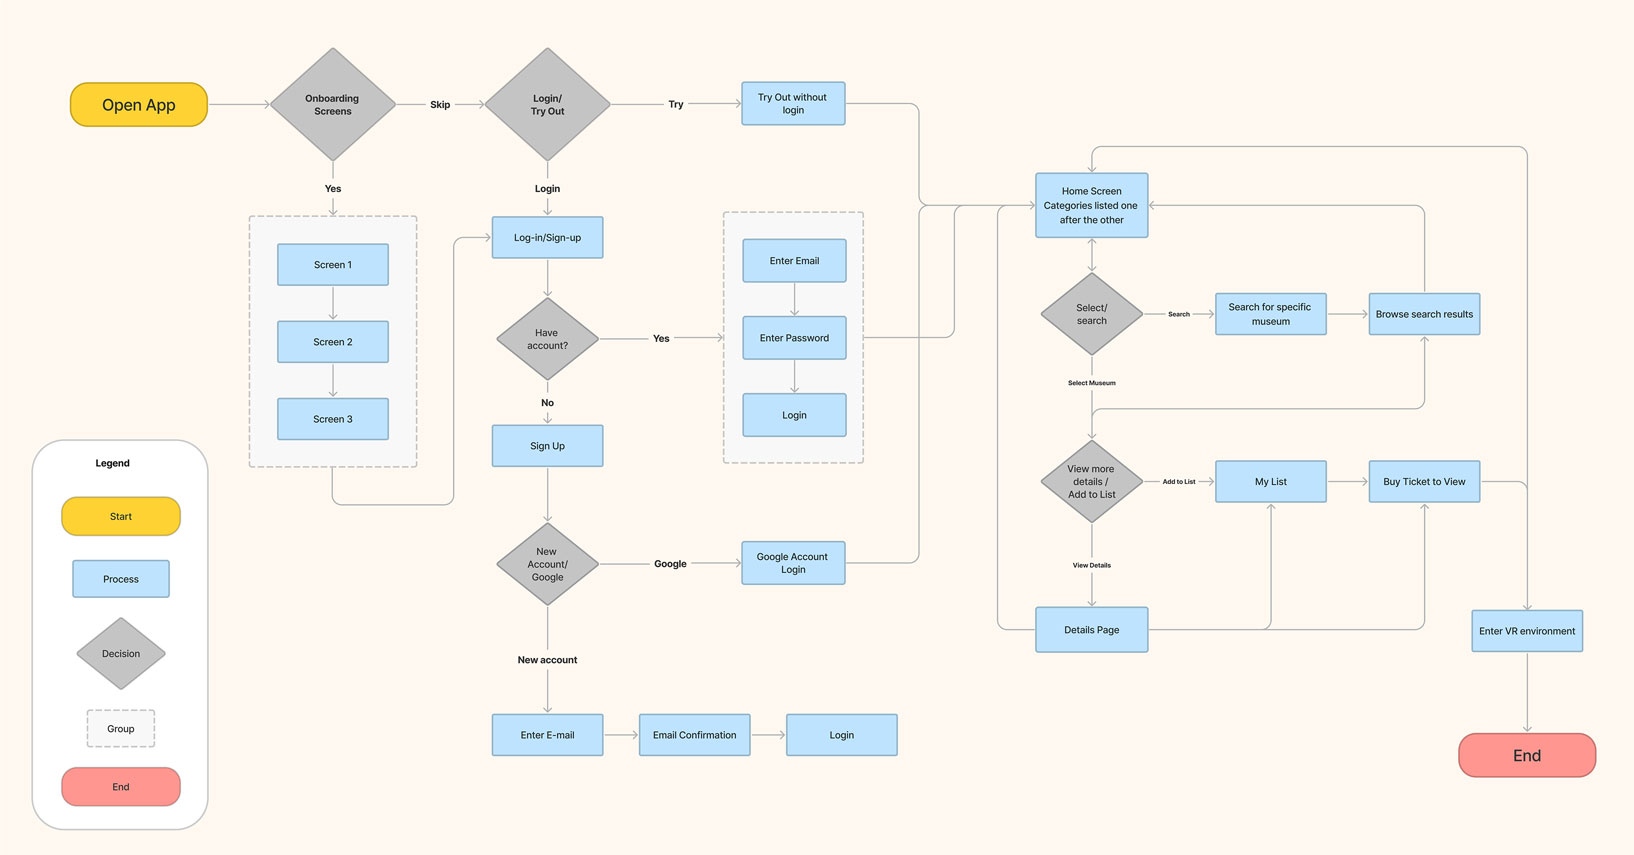 Open App
Onboarding
Screens
Skip
Login/
Try Out
Try
Try Out without
login
Yes
Login
Screen 1
Screen 2
Screen 3
Log-in/Sign-up
Have
account?
Yes
No
Sign Up
Enter Email
Enter Password
Login
New
Account/
Google
Google
Google Account
Login
New account
Enter E-mail
Email Confirmation
Login
Home Screen
Categories listed one
after the other
Select/
search
Search
Search for specific
museum
Browse search results
Select Museum
View more
details /
Add to List
Add to List
My List
Buy Ticket to View
View Details
Details Page
Enter VR environment
End
Legend
Start
Process
Decision
Group
End